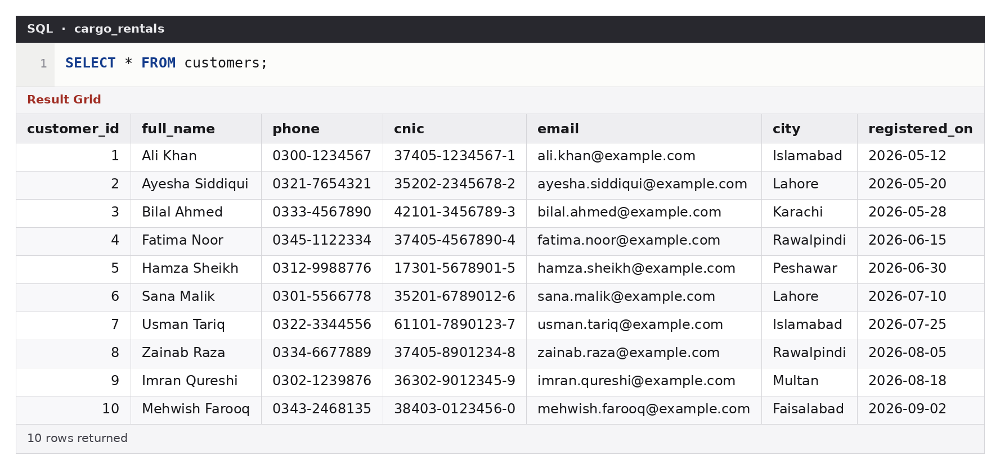 SQL · cargo_rentals
1 SELECT * FROM customers;
Result Grid
customer_id full_name phone cnic email city registered_on
1 Ali Khan 0300-1234567 37405-1234567-1 ali.khan@example.com Islamabad 2026-05-12
2 Ayesha Siddiqui 0321-7654321 35202-2345678-2 ayesha.siddiqui@example.com Lahore 2026-05-20
3 Bilal Ahmed 0333-4567890 42101-3456789-3 bilal.ahmed@example.com Karachi 2026-05-28
4 Fatima Noor 0345-1122334 37405-4567890-4 fatima.noor@example.com Rawalpindi 2026-06-15
5 Hamza Sheikh 0312-9988776 17301-5678901-5 hamza.sheikh@example.com Peshawar 2026-06-30
6 Sana Malik 0301-5566778 35201-6789012-6 sana.malik@example.com Lahore 2026-07-10
7 Usman Tariq 0322-3344556 61101-7890123-7 usman.tariq@example.com Islamabad 2026-07-25
8 Zainab Raza 0334-6677889 37405-8901234-8 zainab.raza@example.com Rawalpindi 2026-08-05
9 Imran Qureshi 0302-1239876 36302-9012345-9 imran.qureshi@example.com Multan 2026-08-18
10 Mehwish Farooq 0343-2468135 38403-0123456-0 mehwish.farooq@example.com Faisalabad 2026-09-02
10 rows returned